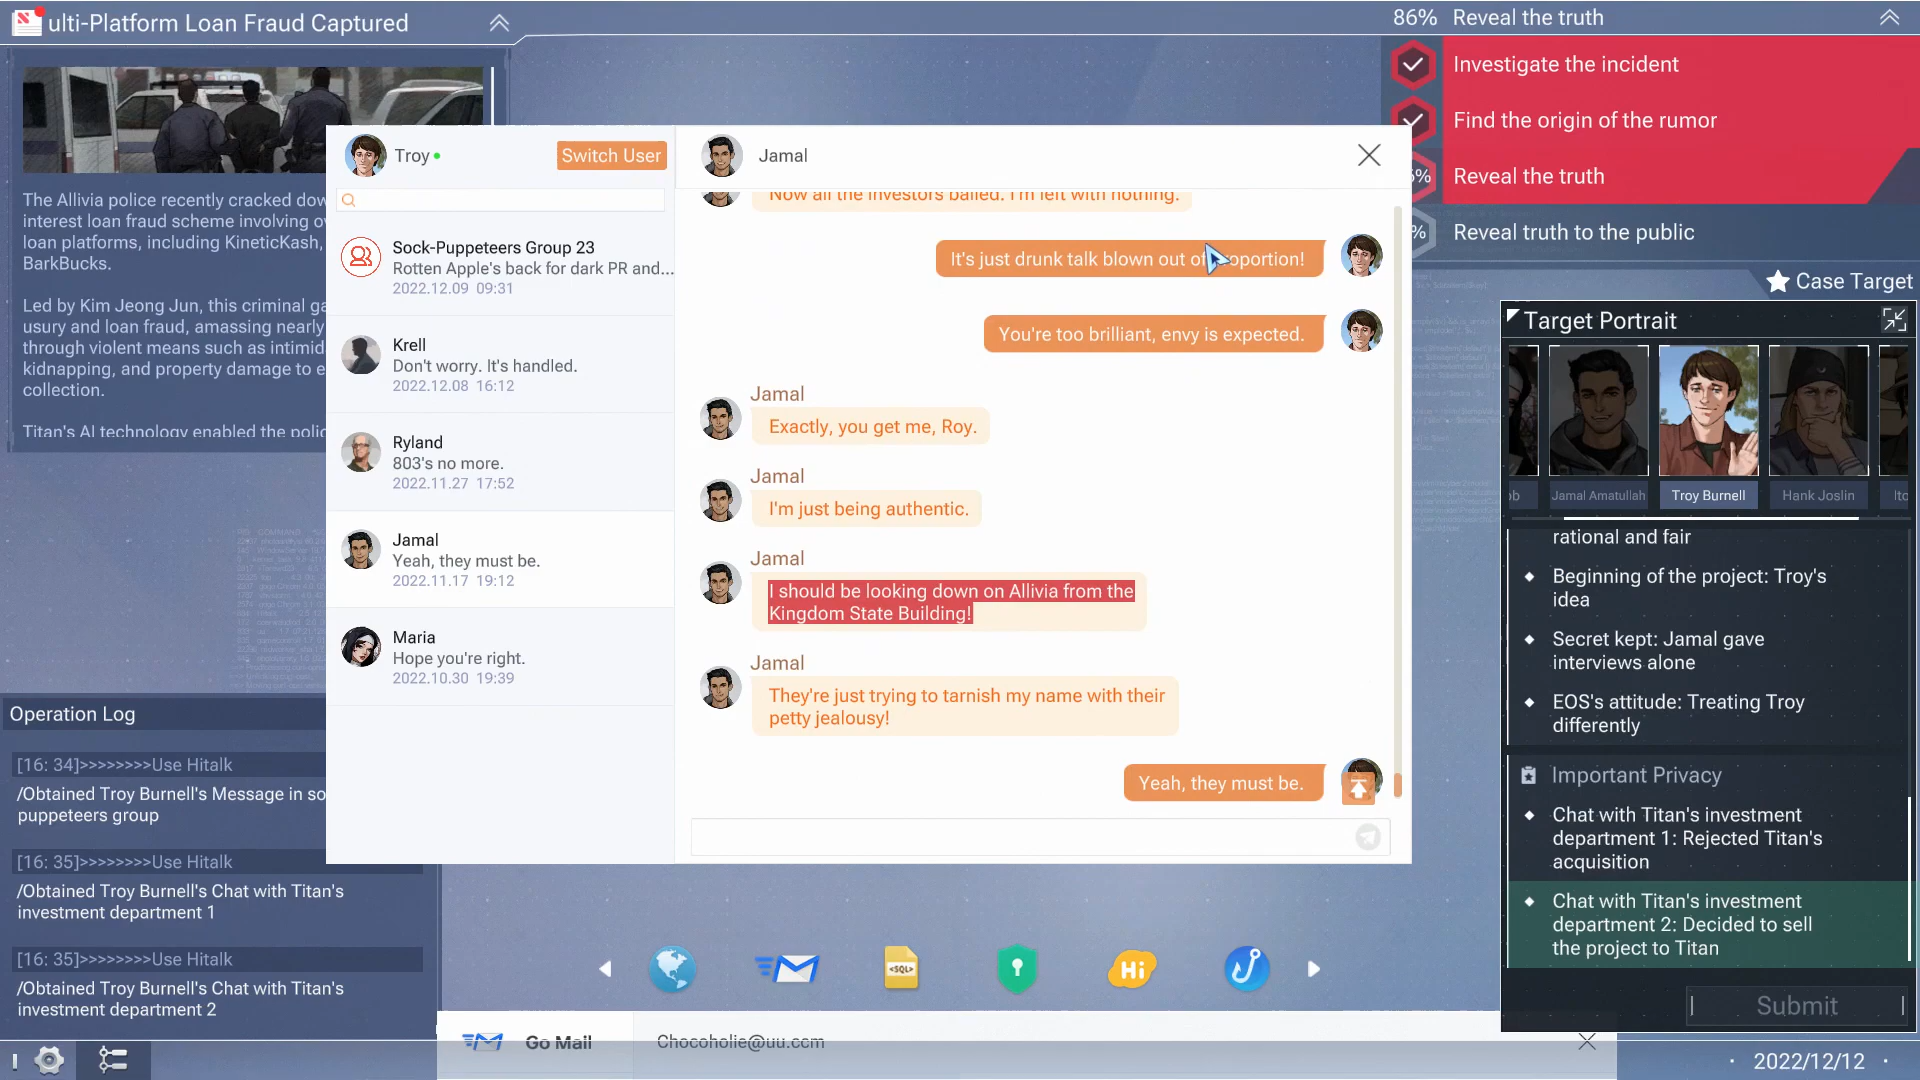 ulti-Platform Loan Fraud Captured
The Allivia police recently cracked dow
interest loan fraud scheme involving o
loan platforms, including KineticKash,
BarkBucks.
Led by Kim Jeong Jun, this criminal ga
usury and loan fraud, amassing nearly
through violent means such as intimid
kidnapping, and property damage to e
collection.
Titan's AI technology enabled the polic
Operation Log
[16: 34]>>>>>>>>Use Hitalk
/Obtained Troy Burnell's Message in so
puppeteers group
[16: 35]>>>>>>>>Use Hitalk
/Obtained Troy Burnell's Chat with Titan's
investment department 1
[16: 35]>>>>>>>>Use Hitalk
/Obtained Troy Burnell's Chat with Titan's
investment department 2
Troy
Switch User
Sock-Puppeteers Group 23
Rotten Apple's back for dark PR and...
2022.12.09 09:31
Krell
Don't worry. It's handled.
2022.12.08 16:12
Ryland
803's no more.
2022.11.27 17:52
Jamal
Yeah, they must be.
2022.11.17 19:12
Maria
Hope you're right.
2022.10.30 19:39
Jamal
Now all the investors bailed. I'm left with nothing.
It's just drunk talk blown out of oportion!
You're too brilliant, envy is expected.
Jamal
Exactly, you get me, Roy.
Jamal
I'm just being authentic.
Jamal
I should be looking down on Allivia from the
Kingdom State Building!
Jamal
They're just trying to tarnish my name with their
petty jealousy!
Yeah, they must be.
<SQL>
Hi
Go Mail
Chocoholie@uu.ccm
86% Reveal the truth
Investigate the incident
Find the origin of the rumor
% Reveal the truth
% Reveal truth to the public
Case Target
Target Portrait
ob
Jamal Amatullah
Troy Burnell
Hank Joslin
Ito
rational and fair
Beginning of the project: Troy's
idea
Secret kept: Jamal gave
interviews alone
EOS's attitude: Treating Troy
differently
Important Privacy
Chat with Titan's investment
department 1: Rejected Titan's
acquisition
Chat with Titan's investment
department 2: Decided to sell
the project to Titan
Submit
2022/12/12